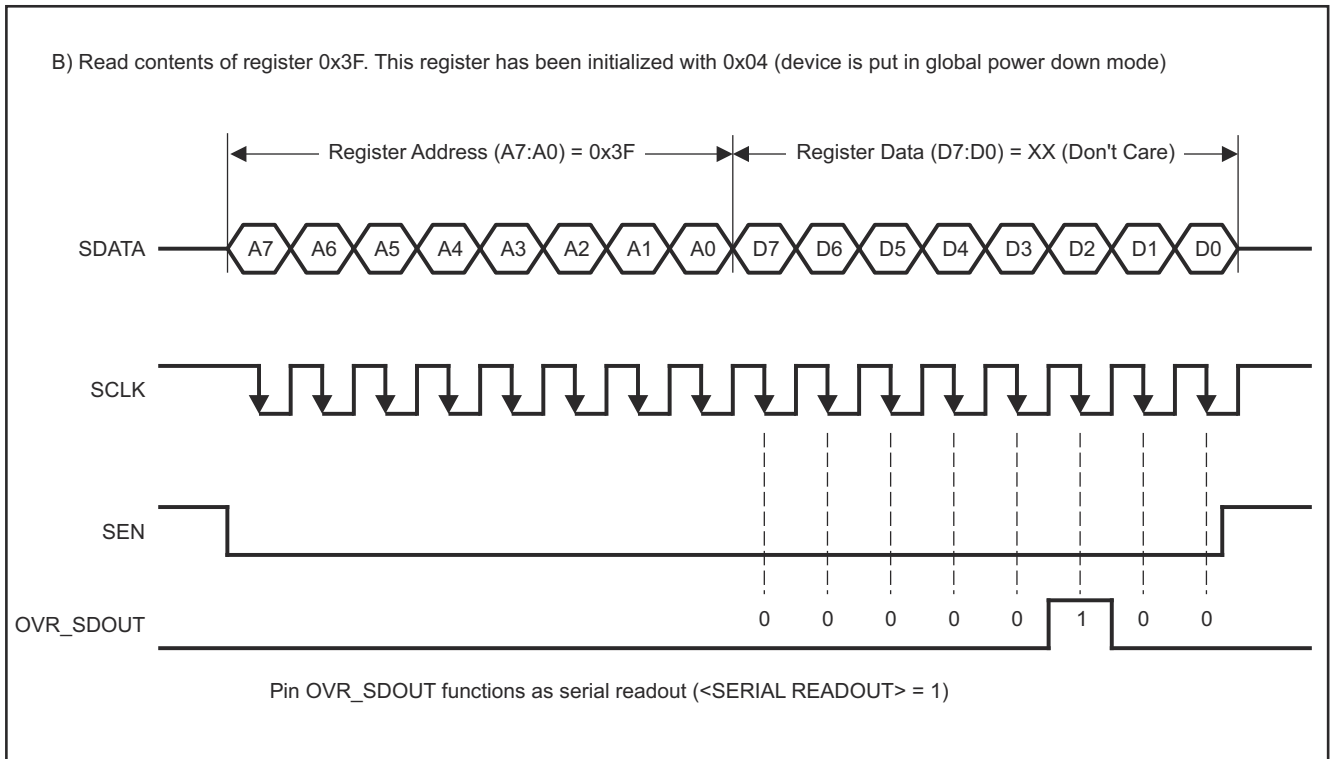 B) Read contents of register 0x3F. This register has been initialized with 0x04 (device is put in global power down mode)
Register Address (A7:A0) = 0x3F Register Data (D7:D0) = XX (Don't Care)
SDATA A7 A6 A5 A4 A3 A2 A1 A0 D7 D6 D5 D4 D3 D2 D1 D0
SCLK
SEN
OVR_SDOUT 0 0 0 0 0 1 0 0
Pin OVR_SDOUT functions as serial readout (<SERIAL READOUT> = 1)